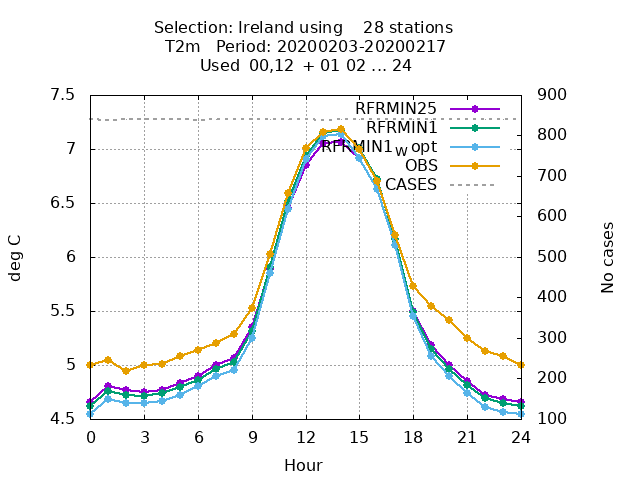 Selection: Ireland using    28 stations
T2m   Period: 20200203-20200217
Used  00,12  + 01 02 ... 24
7.5
7
6.5
6
5.5
5
4.5
900
800
700
600
500
400
300
200
100
0 3 6 9 12 15 18 21 24
deg C
No cases
Hour
RFRMIN25
RFRMIN1
RFRMIN1w opt
OBS
CASES